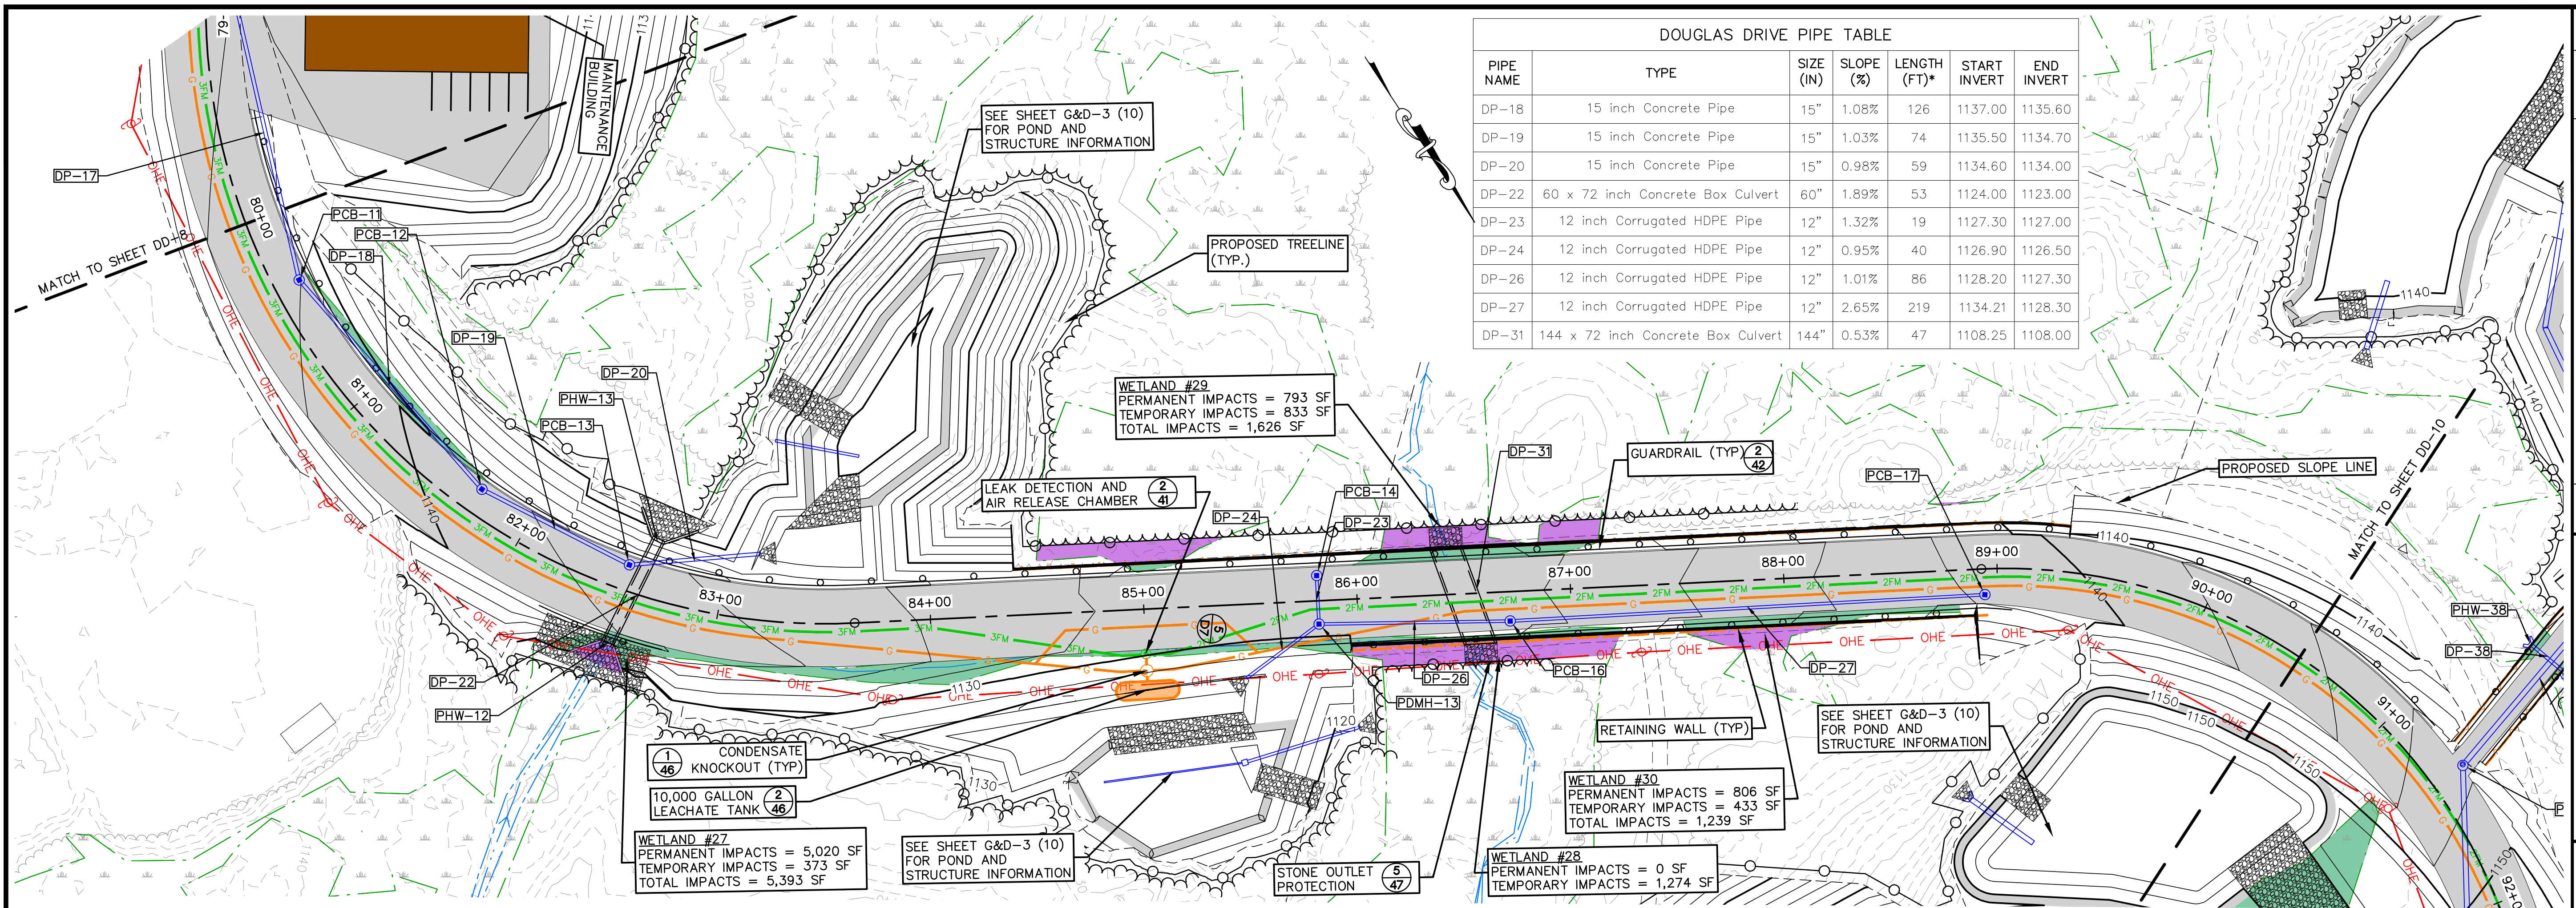 DOUGLAS DRIVE PIPE TABLE
PIPE NAME TYPE SIZE (IN) SLOPE (%) LENGTH (FT)* START INVERT END INVERT
DP-18 15 inch Concrete Pipe 15" 1.08% 126 1137.00 1135.60
DP-19 15 inch Concrete Pipe 15" 1.03% 74 1135.50 1134.70
DP-20 15 inch Concrete Pipe 15" 0.98% 59 1134.60 1134.00
DP-22 60 x 72 inch Concrete Box Culvert 60" 1.89% 53 1124.00 1123.00
DP-23 12 inch Corrugated HDPE Pipe 12" 1.32% 19 1127.30 1127.00
DP-24 12 inch Corrugated HDPE Pipe 12" 0.95% 40 1126.90 1126.50
DP-26 12 inch Corrugated HDPE Pipe 12" 1.01% 86 1128.20 1127.30
DP-27 12 inch Corrugated HDPE Pipe 12" 2.65% 219 1134.21 1128.30
DP-31 144 x 72 inch Concrete Box Culvert 144" 0.53% 47 1108.25 1108.00
MAINTENANCE
BUILDING
SEE SHEET G&D-3 (10)
FOR POND AND
STRUCTURE INFORMATION
PROPOSED TREELINE
(TYP.)
DP-17
MATCH TO SHEET DD-8
PCB-11
PCB-12
DP-18
DP-19
DP-20
PHW-13
PCB-13
80+00
81+00
82+00
83+00
84+00
85+00
86+00
87+00
88+00
89+00
90+00
91+00
WETLAND #29
PERMANENT IMPACTS = 793 SF
TEMPORARY IMPACTS = 833 SF
TOTAL IMPACTS = 1,626 SF
LEAK DETECTION AND
AIR RELEASE CHAMBER
2
41
DP-24
PCB-14
DP-23
DP-31
GUARDRAIL (TYP)
2
42
PCB-17
PROPOSED SLOPE LINE
MATCH TO SHEET DD-10
PHW-38
DP-38
5
D7
DP-22
PHW-12
DP-26
PDMH-13
PCB-16
DP-27
RETAINING WALL (TYP)
SEE SHEET G&D-3 (10)
FOR POND AND
STRUCTURE INFORMATION
1
46
CONDENSATE
KNOCKOUT (TYP)
10,000 GALLON
LEACHATE TANK
2
46
WETLAND #27
PERMANENT IMPACTS = 5,020 SF
TEMPORARY IMPACTS = 373 SF
TOTAL IMPACTS = 5,393 SF
SEE SHEET G&D-3 (10)
FOR POND AND
STRUCTURE INFORMATION
STONE OUTLET
PROTECTION
5
47
WETLAND #30
PERMANENT IMPACTS = 806 SF
TEMPORARY IMPACTS = 433 SF
TOTAL IMPACTS = 1,239 SF
WETLAND #28
PERMANENT IMPACTS = 0 SF
TEMPORARY IMPACTS = 1,274 SF
OHE
3FM
2FM
G
1140
1130
1120
1150